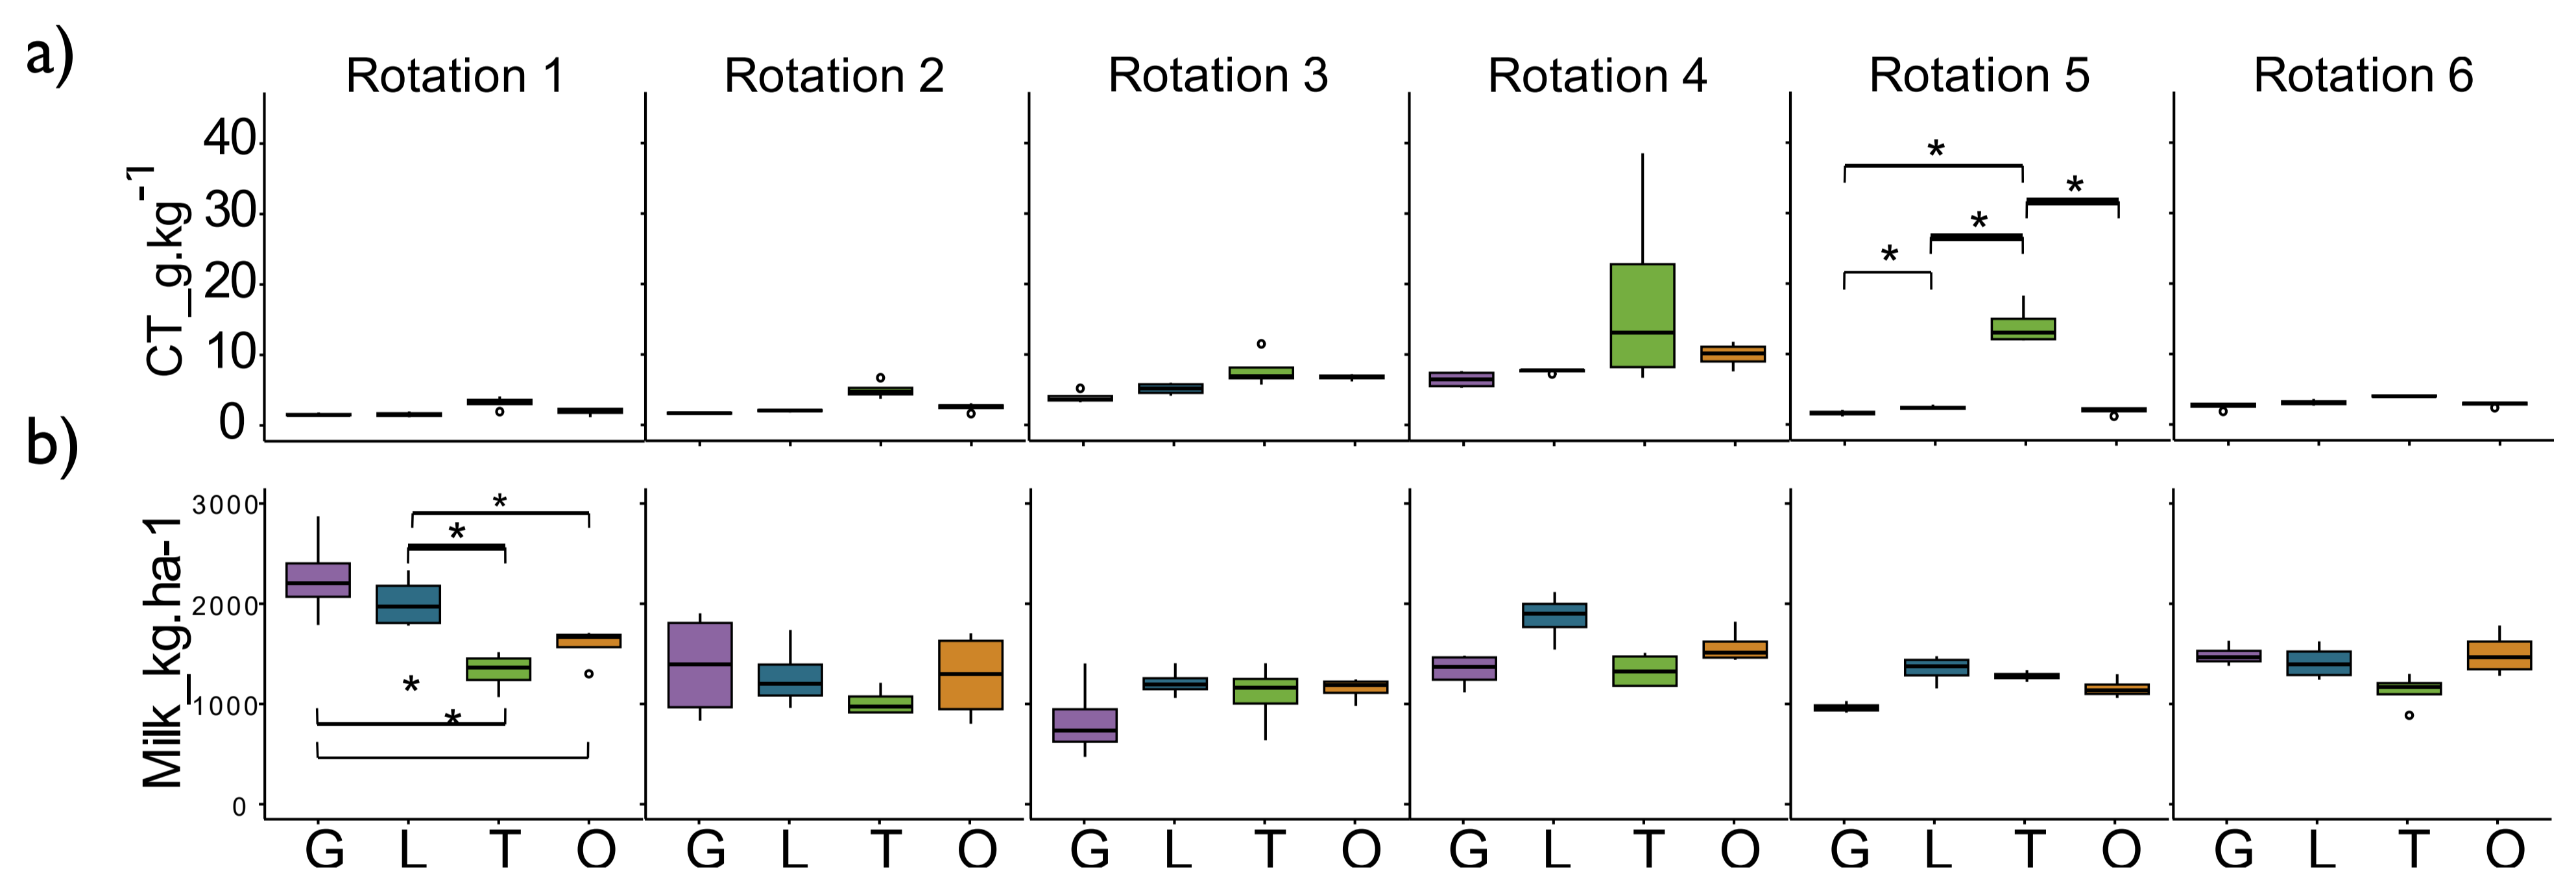 a)
Rotation 1 Rotation 2 Rotation 3 Rotation 4 Rotation 5 Rotation 6
CT_g.kg-1
40
30
20
10
0
* * * *
b)
Milk_kg.ha-1
3000
2000
1000
0
* * * *
G L T O G L T O G L T O G L T O G L T O G L T O